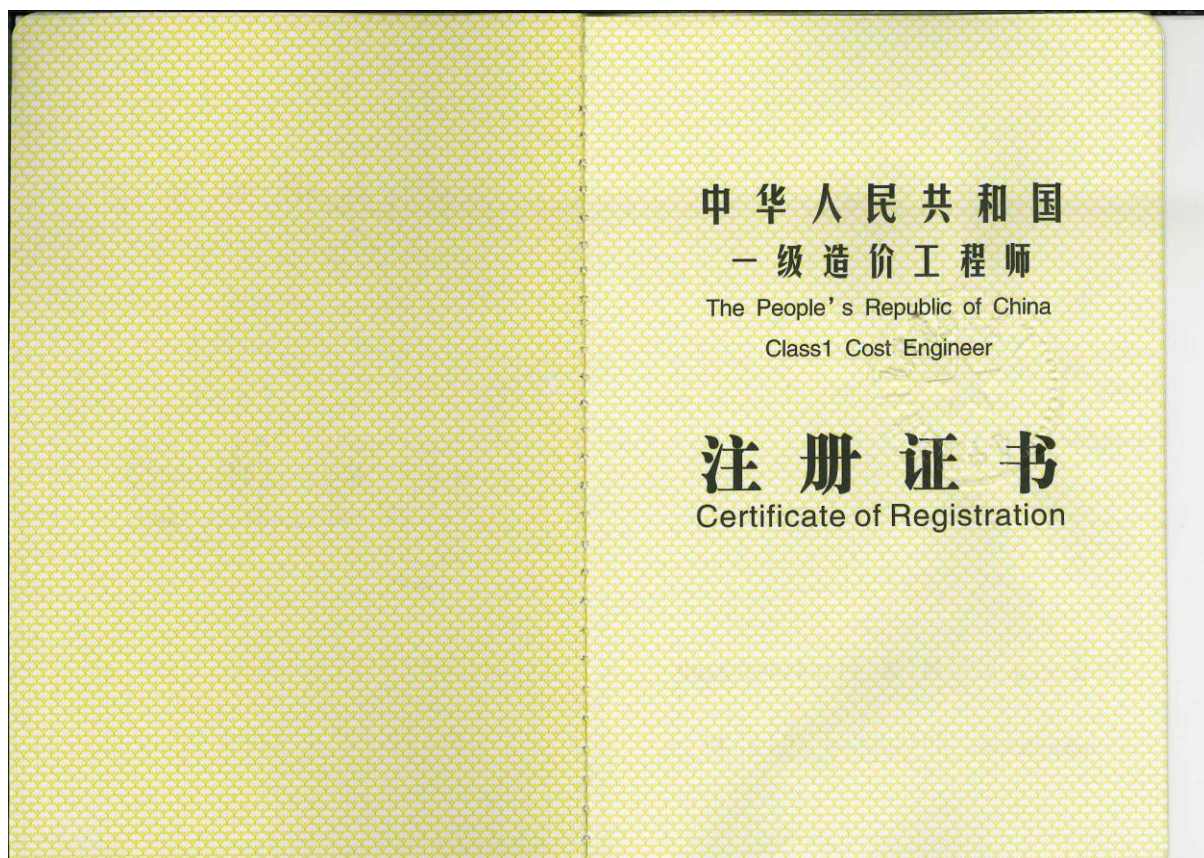 中华人民共和国
一级造价工程师
The People's Republic of China
Class1 Cost Engineer
注册证书
Certificate of Registration